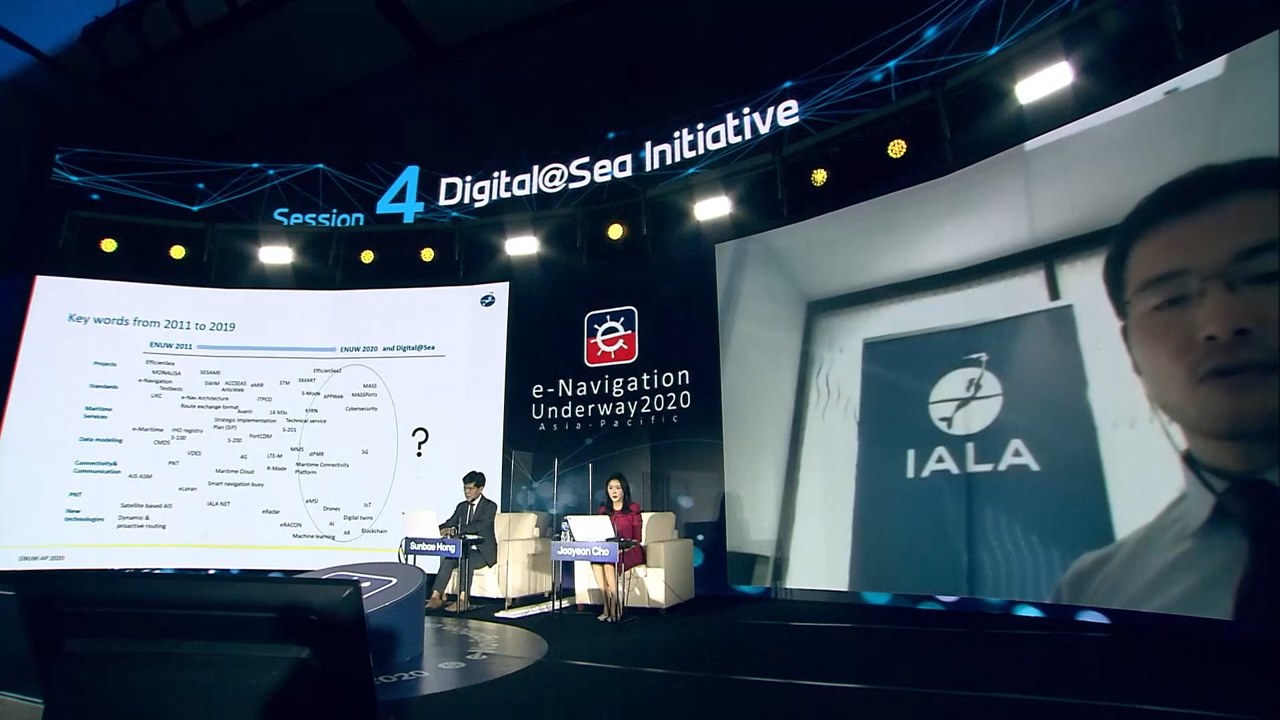 Session 4 Digital@Sea Initiative
Key words from 2011 to 2019
ENUW 2011
ENUW 2020 and Digital@Sea
Projects
EfficienSea
MONALISA
SESAME
EfficienSea2
Standards
e-Navigation
Testbeds
SWIM
ACCSEAS
eMIR
STM
SMART
MASS
UKC
e-Nav Architecture
ITPCO
S-Mode
APPWeb
MASSPorts
Maritime
Services
Route exchange format
Avanti
16 MSs
MRN
Cybersecurity
Strategic Implementation
Plan (SIP)
Technical service
S-201
e-Maritime
IHO registry
Data modeling
S-100
CMDS
S-200
PortCDM
VDES
4G
LTE-M
MMS
dPMR
5G
Connectivity&
Communication
PNT
Maritime Cloud
R-Mode
Maritime Connectivity
Platform
AIS ASM
Smart navigation buoy
PNT
eLoran
New
technologies
Satellite based AIS
IALA NET
eRadar
eMSI
Drones
IoT
Dynamic &
proactive routing
eRACON
AI
Digital twins
Machine learning
AR
Blockchain
?
e-Navigation
Underway2020
Asia-Pacific
IALA
Sunbae Hong
Jooyeon Cho
2020